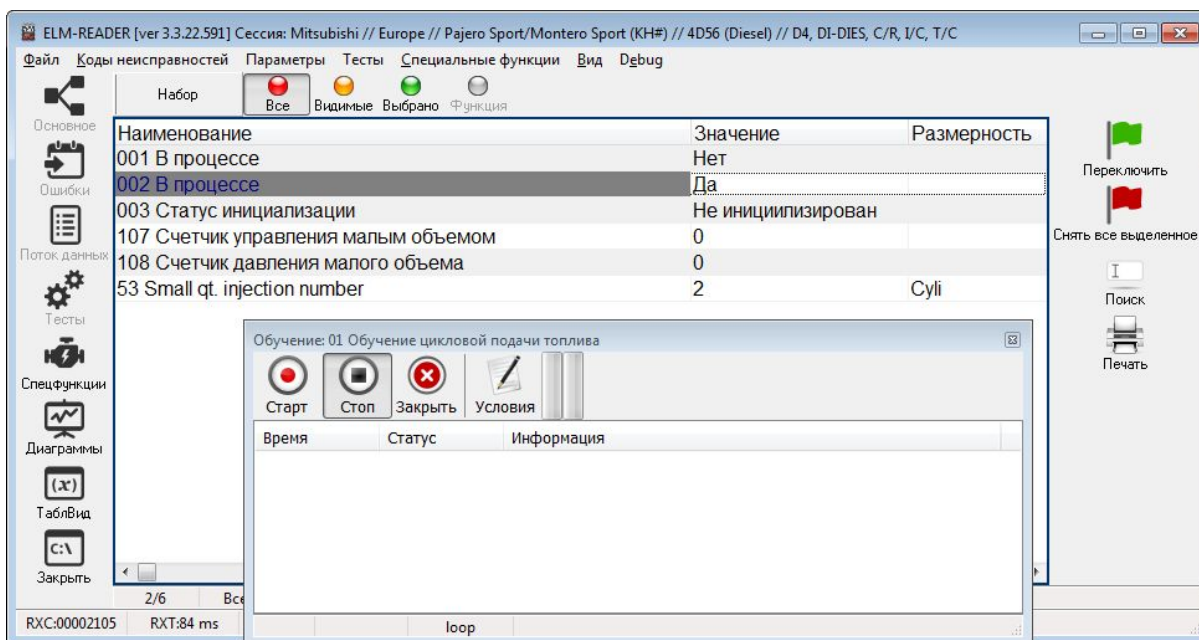 ELM-READER [ver 3.3.22.591] Сессия: Mitsubishi // Europe // Pajero Sport/Montero Sport (KH#) // 4D56 (Diesel) // D4, DI-DIES, C/R, I/C, T/C
Файл Коды неисправностей Параметры Тесты Специальные функции Вид Debug
Набор Все Видимые Выбрано Функция
Основное
Ошибки
Поток данных
Тесты
Спецфункции
Диаграммы
(x)
ТаблВид
C:\
Закрыть
Наименование Значение Размерность
001 В процессе Нет
002 В процессе Да
003 Статус инициализации Не инициилизирован
107 Счетчик управления малым объемом 0
108 Счетчик давления малого объема 0
53 Small qt. injection number 2 Cyli
Переключить
Снять все выделенное
Поиск
Печать
Обучение: 01 Обучение цикловой подачи топлива
Старт Стоп Закрыть Условия
Время Статус Информация
loop
2/6 Все
RXC:00002105 RXT:84 ms